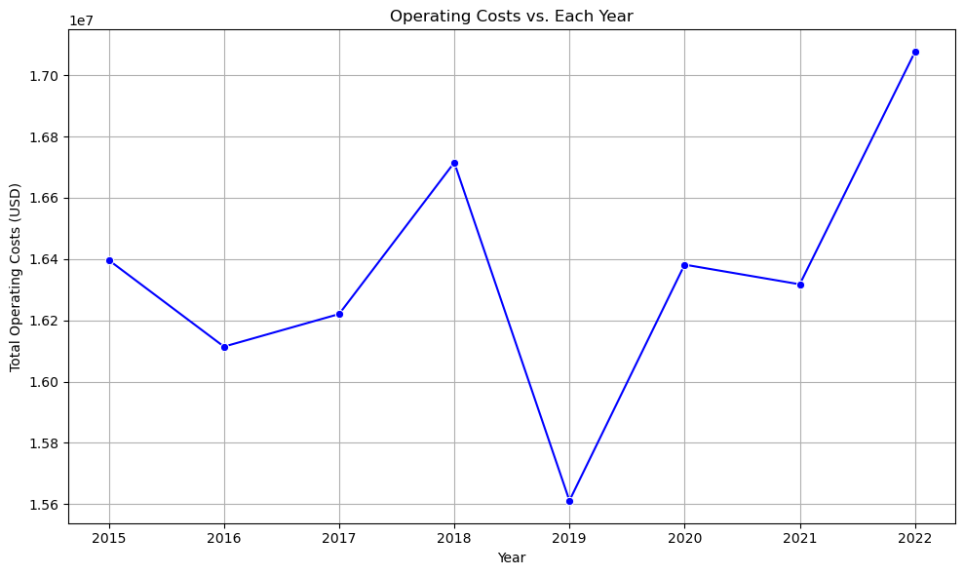 Operating Costs vs. Each Year
1e7
1.70
1.68
1.66
1.64
1.62
1.60
1.58
1.56
Total Operating Costs (USD)
2015 2016 2017 2018 2019 2020 2021 2022
Year